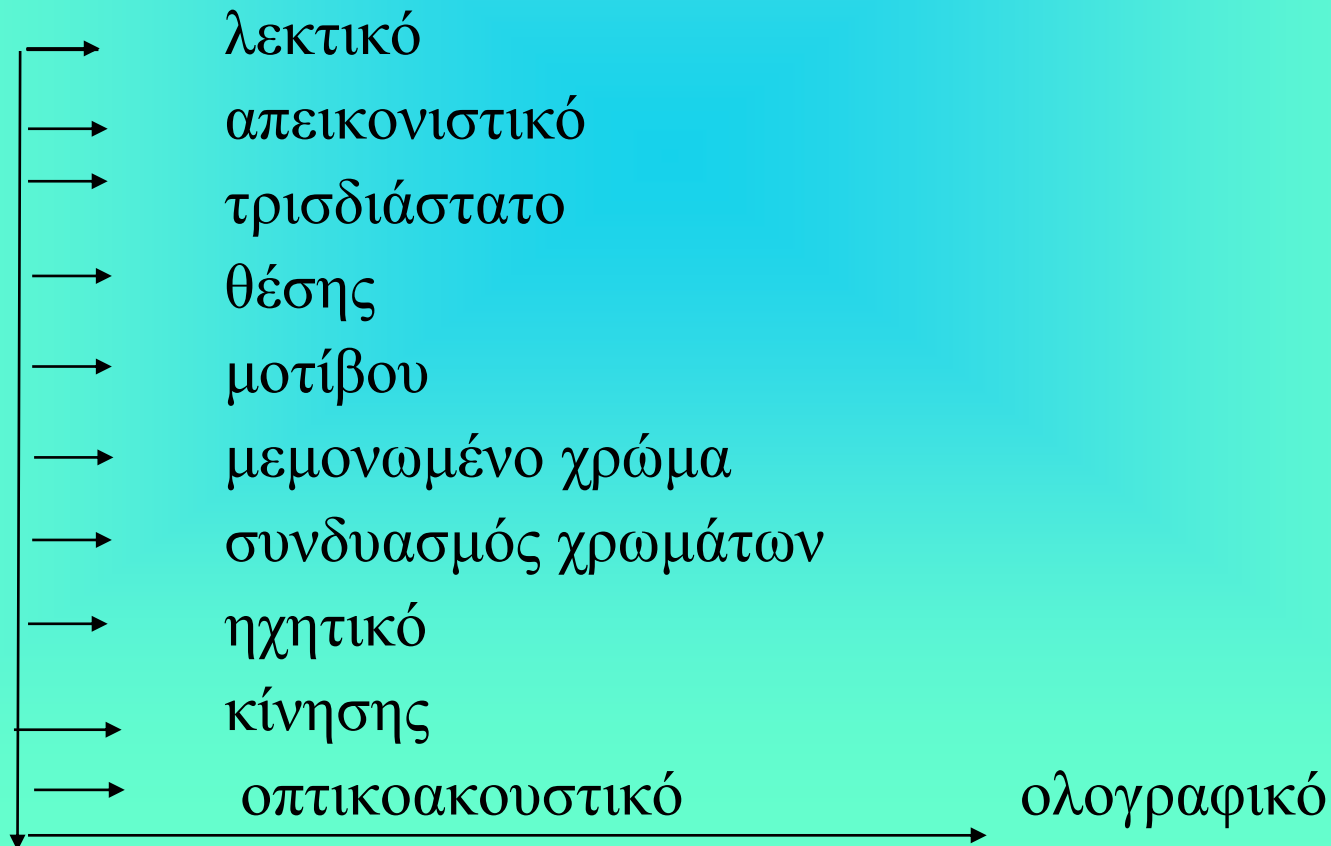 λεκτικό
απεικονιστικό
τρισδιάστατο
θέσης
μοτίβου
μεμονωμένο χρώμα
συνδυασμός χρωμάτων
ηχητικό
κίνησης
οπτικοακουστικό ολογραφικό